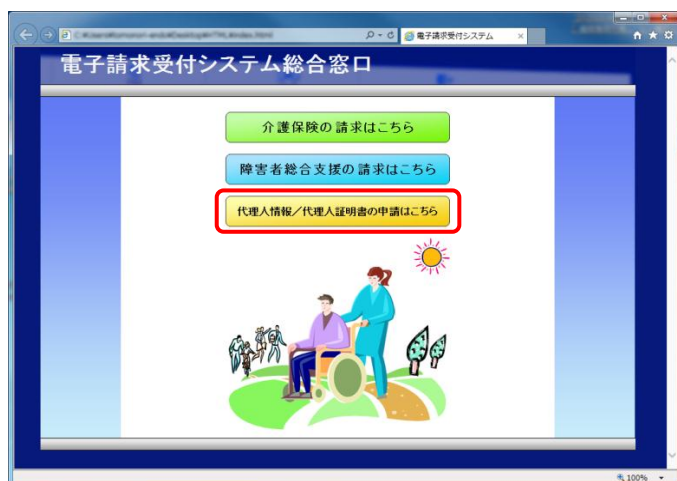 電子請求受付システム
電子請求受付システム総合窓口
介護保険の請求はこちら
障害者総合支援の請求はこちら
代理人情報／代理人証明書の申請はこちら
100%